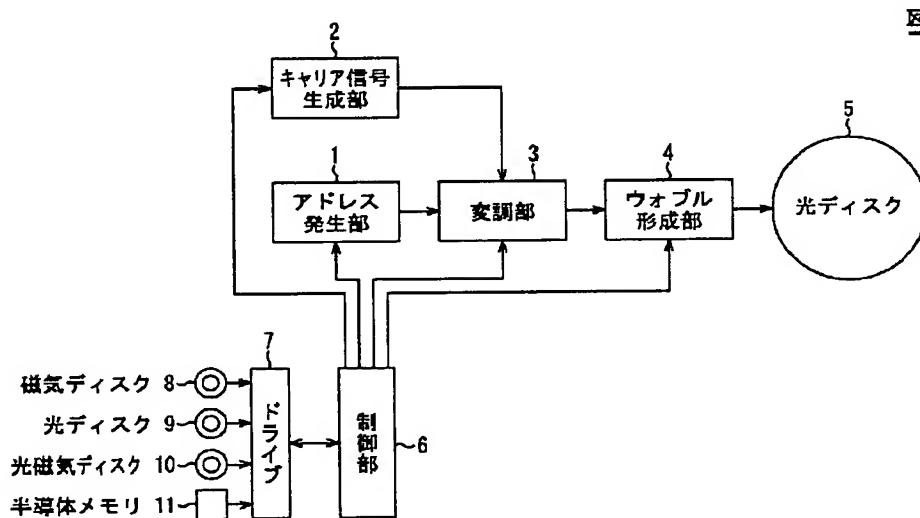 図
2
キャリア信号
生成部
5
1
3
4
アドレス
発生部
変調部
ウォブル
形成部
光ディスク
7
磁気ディスク 8
光ディスク 9
光磁気ディスク 10
半導体メモリ 11
ドライブ
制御部
6